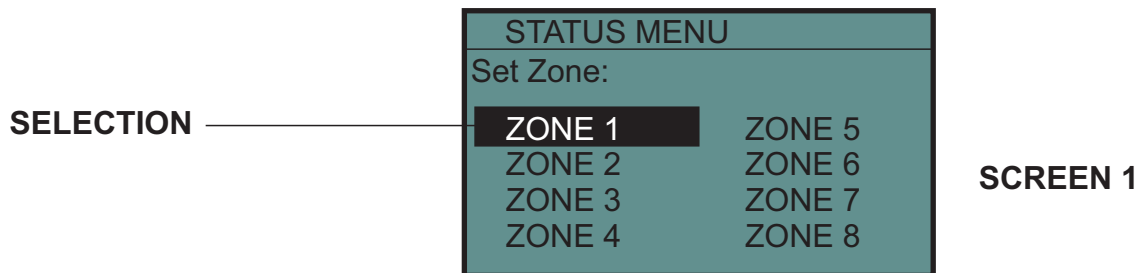 STATUS MENU
Set Zone:
SELECTION
ZONE 1 ZONE 5
ZONE 2 ZONE 6
ZONE 3 ZONE 7
ZONE 4 ZONE 8
SCREEN 1